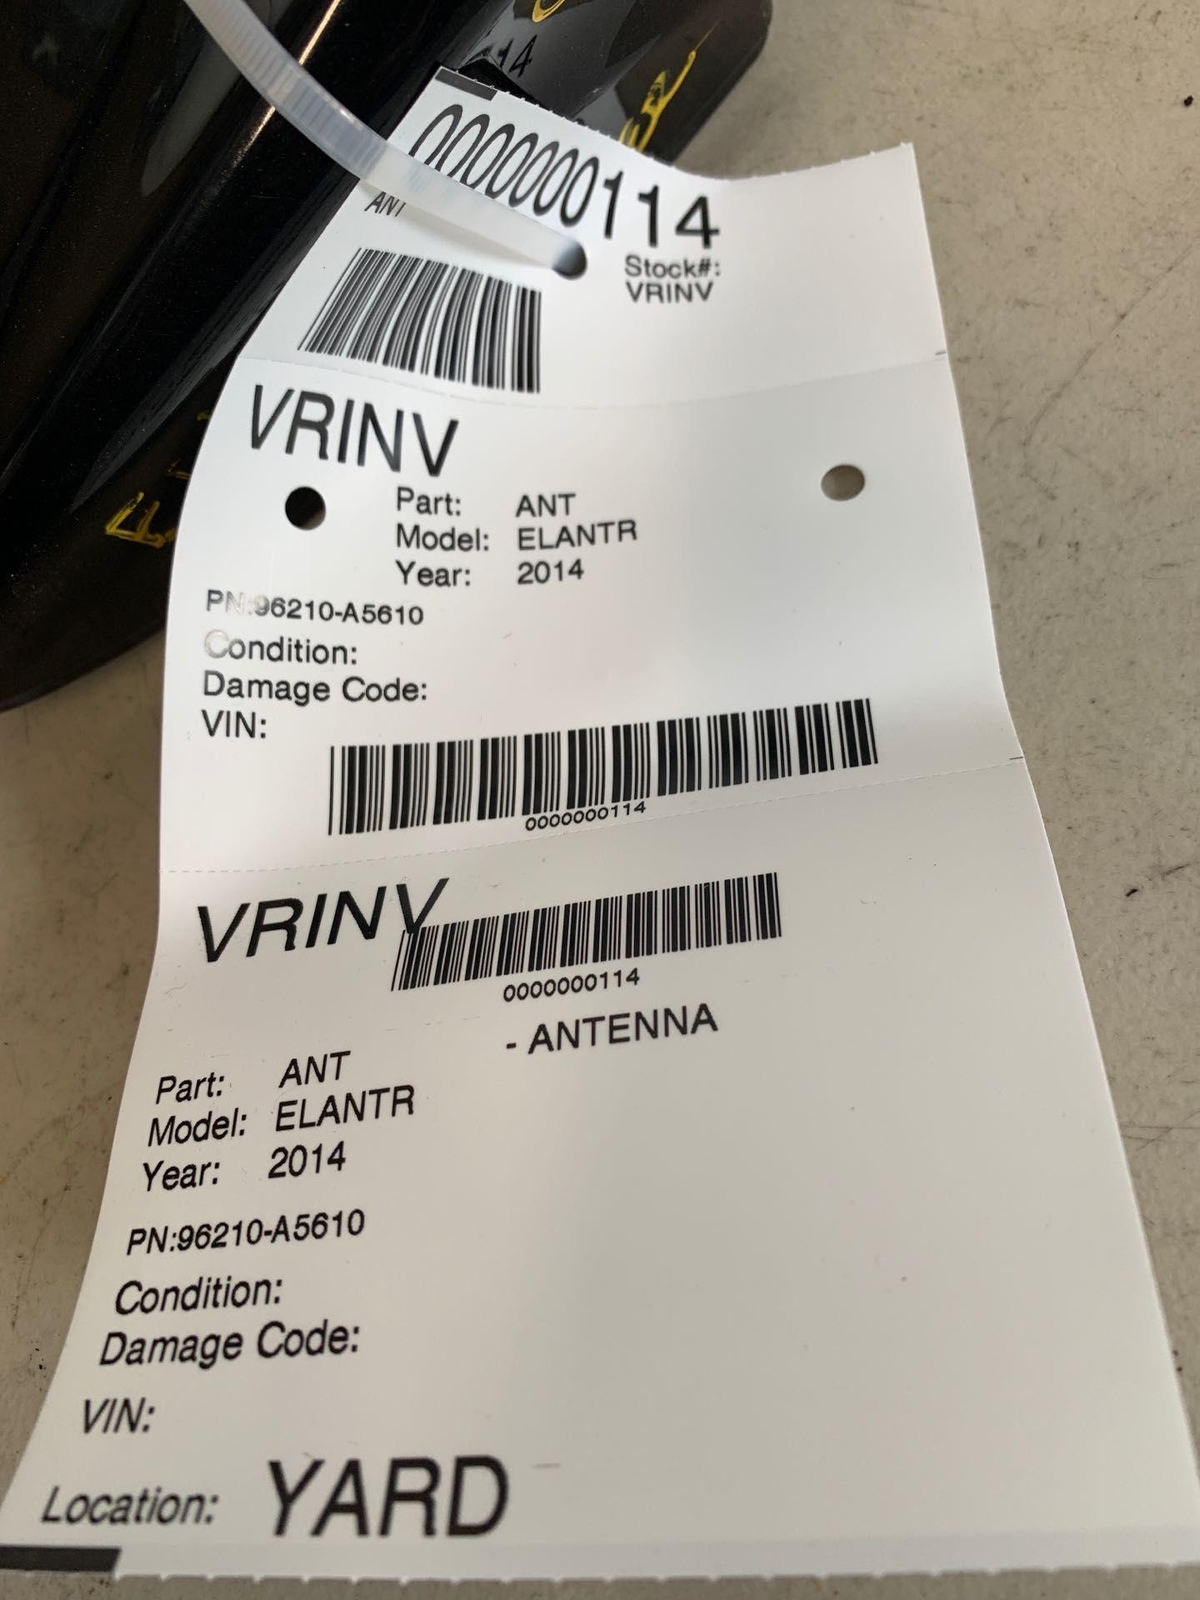 14
0000000114
ANT
Stock#:
VRINV
VRINV
Part: ANT
Model: ELANTR
Year: 2014
PN:96210-A5610
Condition:
Damage Code:
VIN:
0000000114
VRINV
0000000114
- ANTENNA
Part: ANT
Model: ELANTR
Year: 2014
PN:96210-A5610
Condition:
Damage Code:
VIN:
Location: YARD